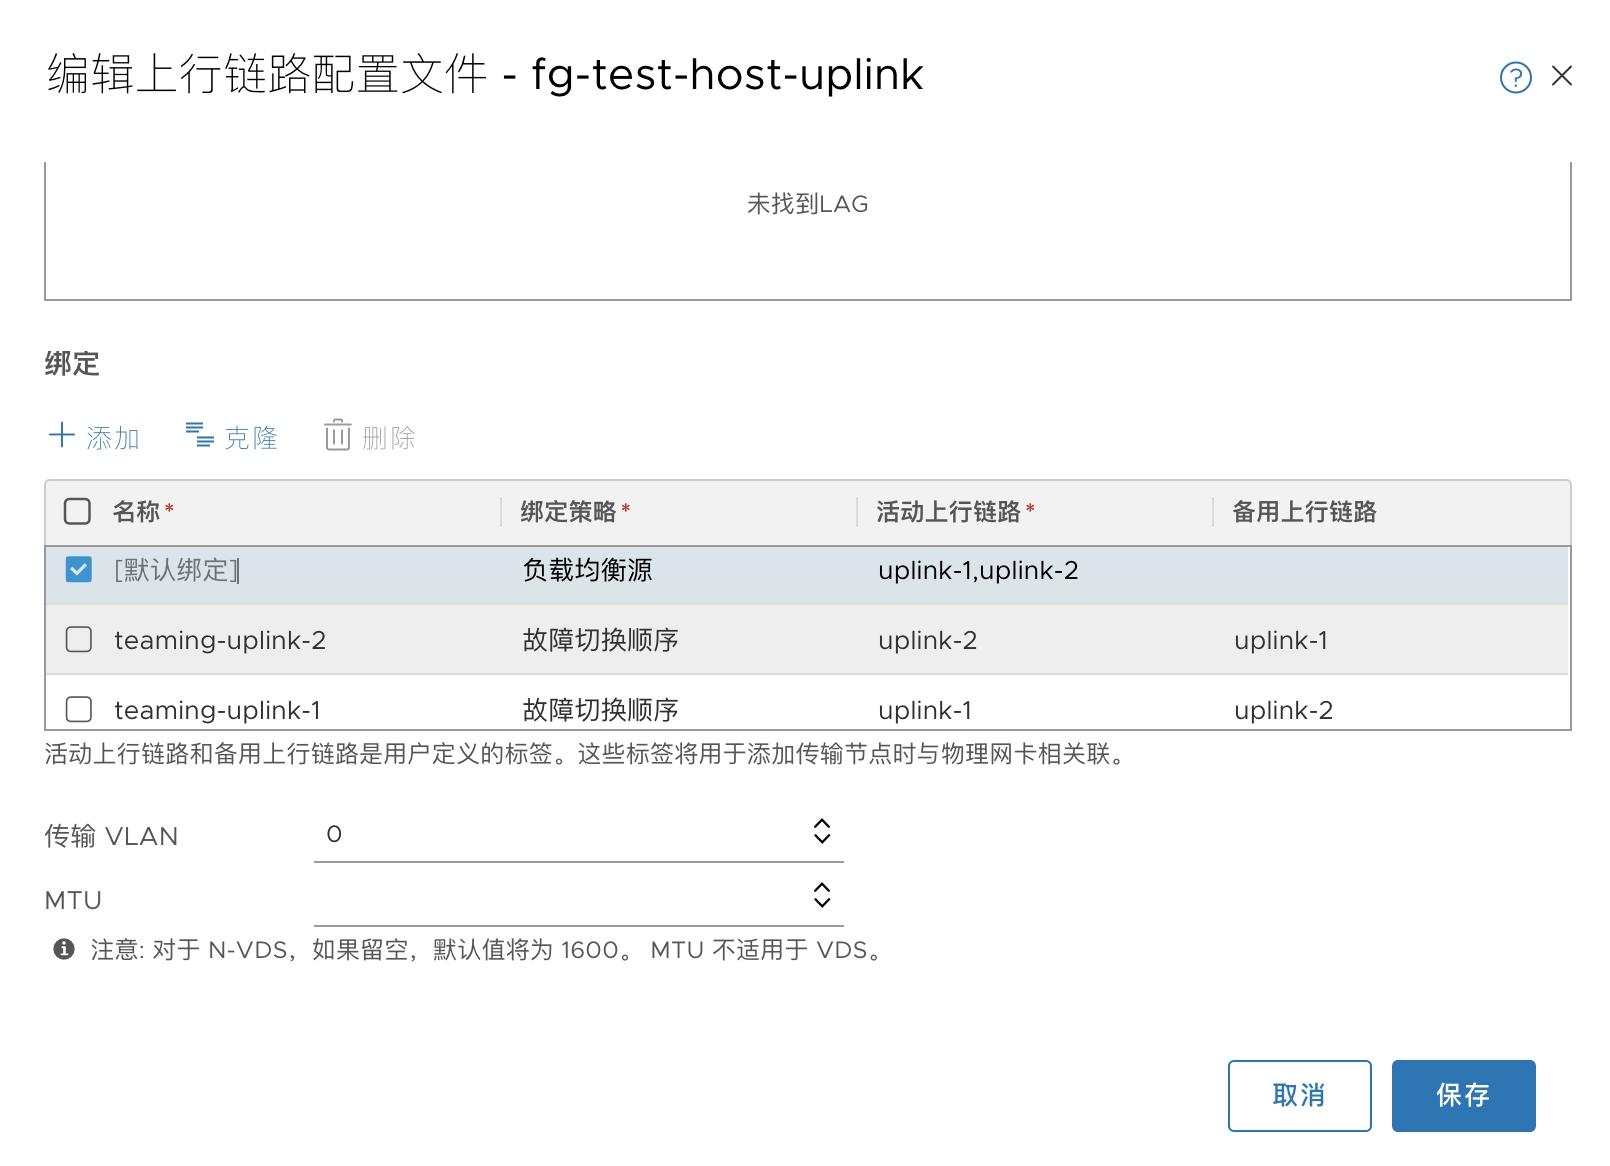 编辑上行链路配置文件 - fg-test-host-uplink
未找到LAG
绑定
添加 克隆 删除
名称* 绑定策略* 活动上行链路* 备用上行链路
[默认绑定] 负载均衡源 uplink-1,uplink-2
teaming-uplink-2 故障切换顺序 uplink-2 uplink-1
teaming-uplink-1 故障切换顺序 uplink-1 uplink-2
活动上行链路和备用上行链路是用户定义的标签。这些标签将用于添加传输节点时与物理网卡相关联。
传输 VLAN 0
MTU
注意: 对于 N-VDS，如果留空，默认值将为 1600。 MTU 不适用于 VDS。
取消 保存